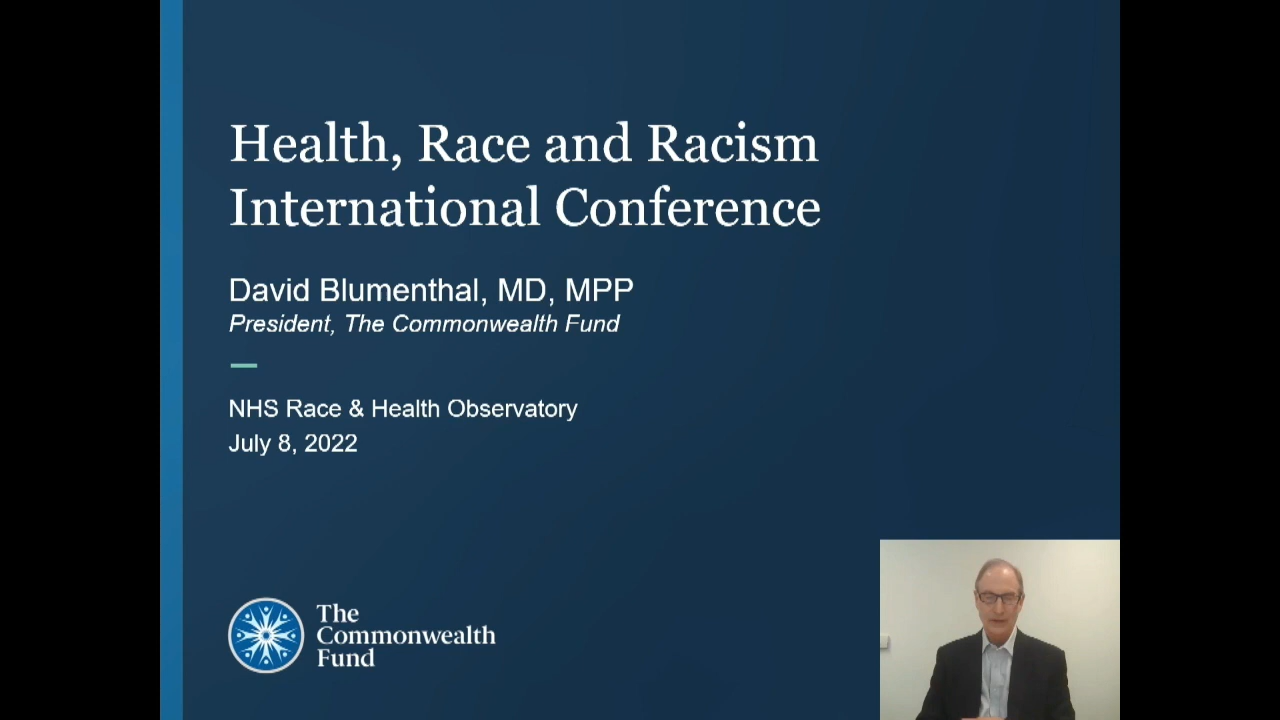 Health, Race and Racism
International Conference
David Blumenthal, MD, MPP
President, The Commonwealth Fund
NHS Race & Health Observatory
July 8, 2022
The
Commonwealth
Fund